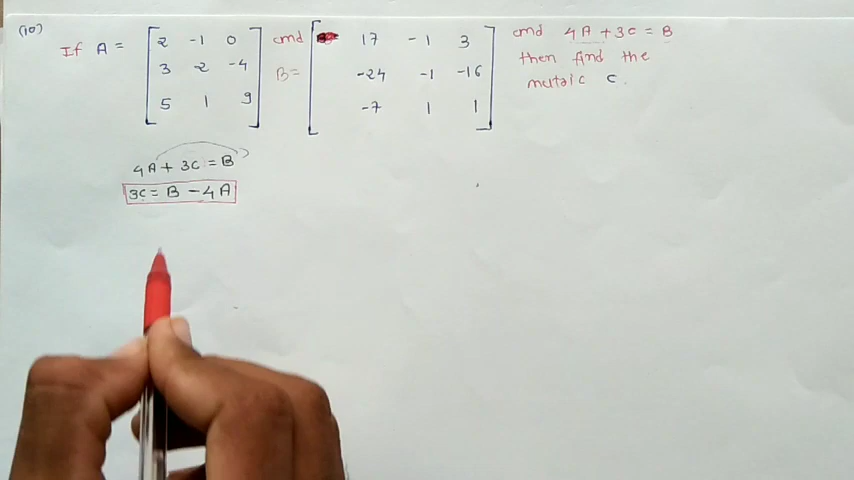 (10)
If A = [ 2 -1 0 and B = [ 17 -1 3 ] and 4A + 3C = B
3 -2 -4 -24 -1 -16 then find the
5 1 9 ] -7 1 1 ] metric C.
4A + 3C = B
3C = B - 4A